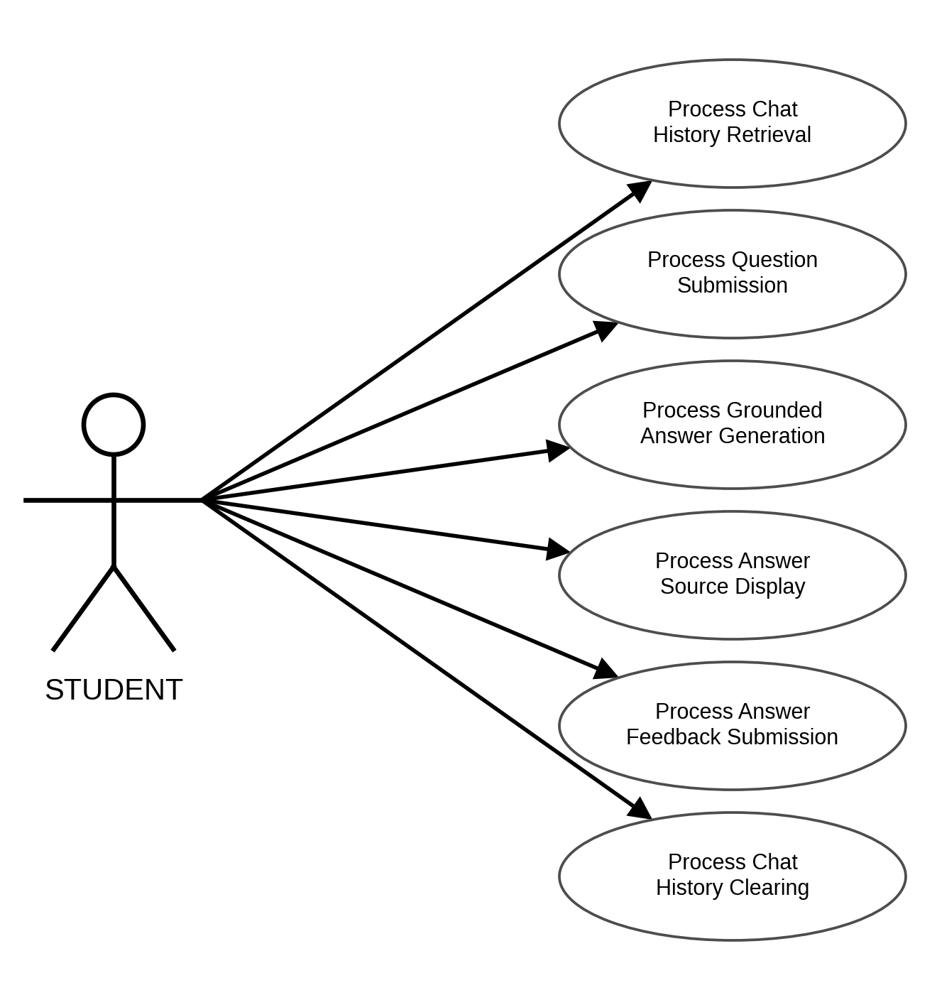 Process Chat
History Retrieval
Process Question
Submission
Process Grounded
Answer Generation
Process Answer
Source Display
STUDENT
Process Answer
Feedback Submission
Process Chat
History Clearing